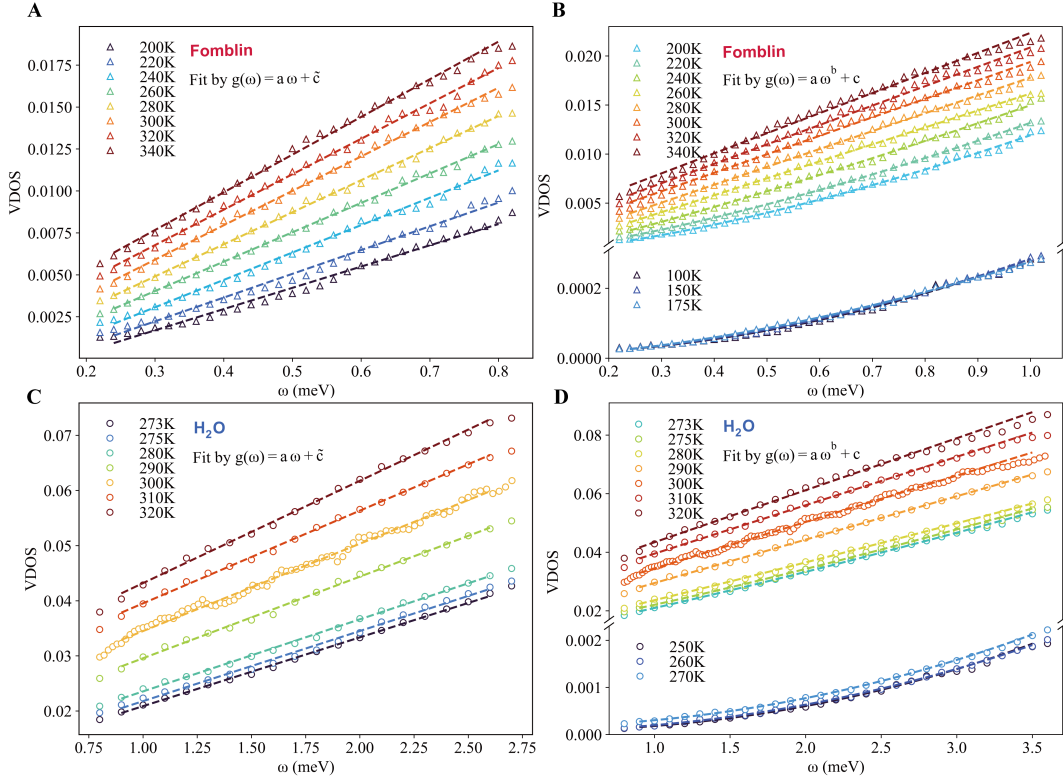 A
200K
220K
240K
260K
280K
300K
320K
340K
Fomblin
Fit by g(ω) = a ω + c̃
VDOS
0.0175
0.0150
0.0125
0.0100
0.0075
0.0050
0.0025
0.2 0.3 0.4 0.5 0.6 0.7 0.8
ω (meV)
B
200K
220K
240K
260K
280K
300K
320K
340K
Fomblin
Fit by g(ω) = a ω^b + c
100K
150K
175K
VDOS
0.020
0.015
0.010
0.005
0.0002
0.0000
0.2 0.3 0.4 0.5 0.6 0.7 0.8 0.9 1.0
ω (meV)
C
273K
275K
280K
290K
300K
310K
320K
H₂O
Fit by g(ω) = a ω + c̃
VDOS
0.07
0.06
0.05
0.04
0.03
0.02
0.75 1.00 1.25 1.50 1.75 2.00 2.25 2.50 2.75
ω (meV)
D
273K
275K
280K
290K
300K
310K
320K
H₂O
Fit by g(ω) = a ω^b + c
250K
260K
270K
VDOS
0.08
0.06
0.04
0.02
0.002
0.001
0.000
1.0 1.5 2.0 2.5 3.0 3.5
ω (meV)